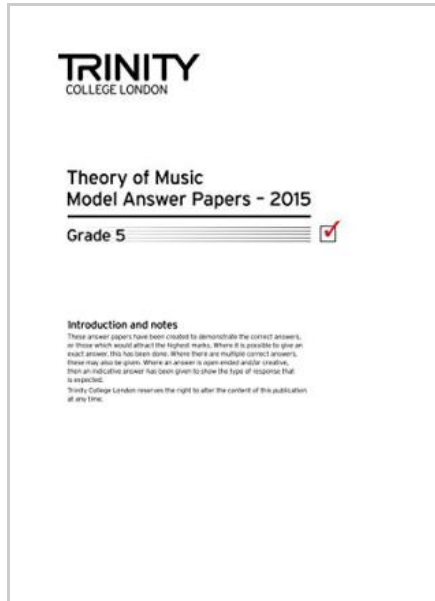 TRINITY
COLLEGE LONDON
Theory of Music
Model Answer Papers – 2015
Grade 5
Introduction and notes
These answer papers have been created to demonstrate the correct answers,
or those which would attract the highest marks. Where it is possible to give an
exact answer, this has been done. Where there are multiple correct answers,
these may also be given. Where an answer is open ended and/or creative,
then an indicative answer has been given to show the type of response that
is expected.
Trinity College London reserves the right to alter the content of this publication
at any time.